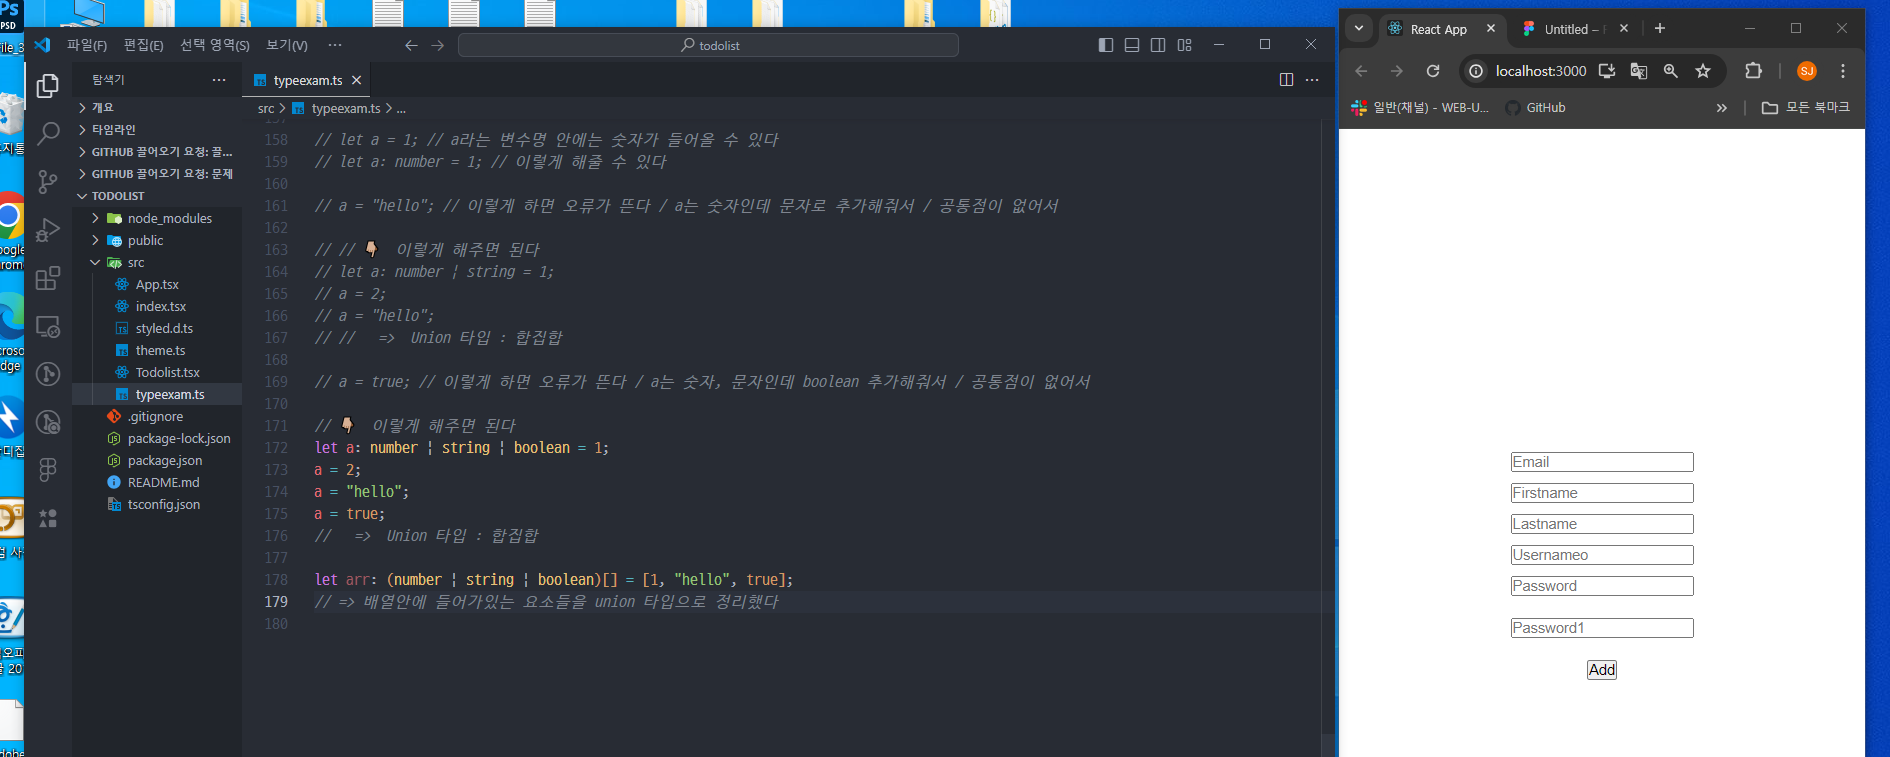 PS
PSD
파일(F) 편집(E) 선택 영역(S) 보기(V) ···
todolist
탐색기 ···
typeexam.ts
개요
타임라인
GITHUB 끌어오기 요청: 끌...
GITHUB 끌어오기 요청: 문제
TODOLIST
node_modules
public
src
App.tsx
index.tsx
styled.d.ts
theme.ts
Todolist.tsx
typeexam.ts
.gitignore
package-lock.json
package.json
README.md
tsconfig.json
src > typeexam.ts > ...
158 // let a = 1; // a라는 변수명 안에는 숫자가 들어올 수 있다
159 // let a: number = 1; // 이렇게 해줄 수 있다
160
161 // a = "hello"; // 이렇게 하면 오류가 뜬다 / a는 숫자인데 문자로 추가해줘서 / 공통점이 없어서
162
163 // // 👇🏽 이렇게 해주면 된다
164 // let a: number | string = 1;
165 // a = 2;
166 // a = "hello";
167 // // => Union 타입 : 합집합
168
169 // a = true; // 이렇게 하면 오류가 뜬다 / a는 숫자, 문자인데 boolean 추가해줘서 / 공통점이 없어서
170
171 // 👇🏽 이렇게 해주면 된다
172 let a: number | string | boolean = 1;
173 a = 2;
174 a = "hello";
175 a = true;
176 // => Union 타입 : 합집합
177
178 let arr: (number | string | boolean)[] = [1, "hello", true];
179 // => 배열안에 들어가있는 요소들을 union 타입으로 정리했다
180
React App
Untitled –
localhost:3000
SJ
일반(채널) - WEB-U...
GitHub
모든 북마크
Email
Firstname
Lastname
Usernameo
Password
Password1
Add